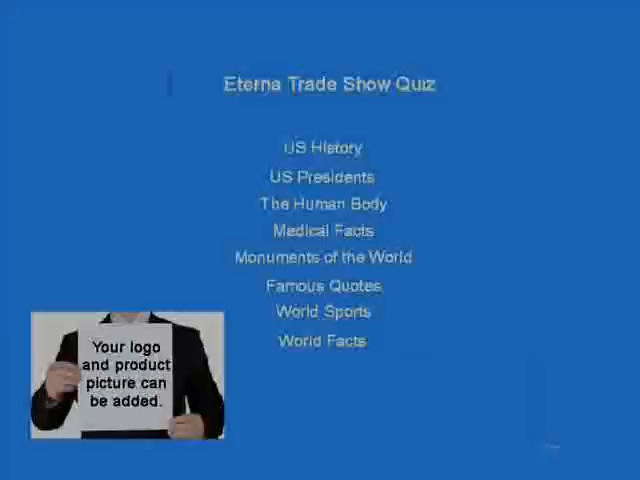 Eterna Trade Show Quiz
US History
US Presidents
The Human Body
Medical Facts
Monuments of the World
Famous Quotes
World Sports
World Facts
Your logo
and product
picture can
be added.